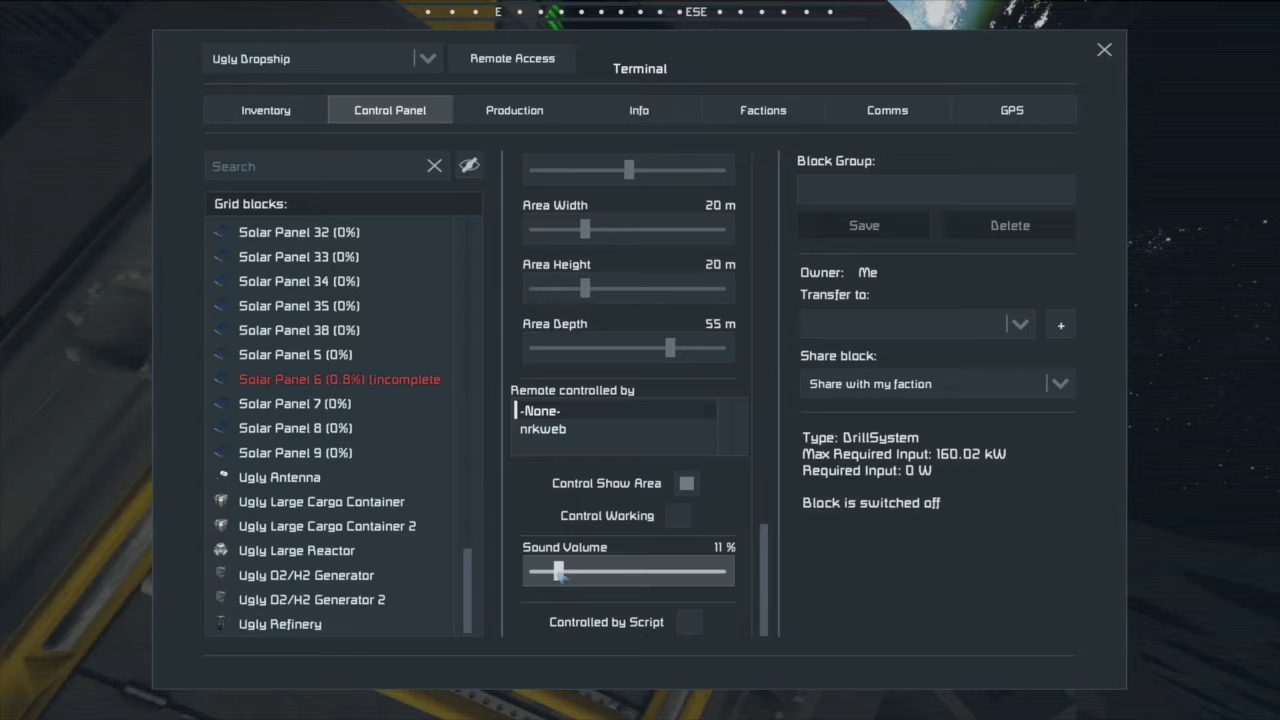 E
ESE
Ugly Dropship
Remote Access
Terminal
Inventory
Control Panel
Production
Info
Factions
Comms
GPS
Search
Grid blocks:
Solar Panel 32 (0%)
Solar Panel 33 (0%)
Solar Panel 34 (0%)
Solar Panel 35 (0%)
Solar Panel 38 (0%)
Solar Panel 5 (0%)
Solar Panel 6 (0.8%) (incomplete
Solar Panel 7 (0%)
Solar Panel 8 (0%)
Solar Panel 9 (0%)
Ugly Antenna
Ugly Large Cargo Container
Ugly Large Cargo Container 2
Ugly Large Reactor
Ugly O2/H2 Generator
Ugly O2/H2 Generator 2
Ugly Refinery
Area Width 20 m
Area Height 20 m
Area Depth 55 m
Remote controlled by
-None-
nrkweb
Control Show Area
Control Working
Sound Volume 11 %
Controlled by Script
Block Group:
Save
Delete
Owner: Me
Transfer to:
+
Share block:
Share with my faction
Type: DrillSystem
Max Required Input: 160.02 kW
Required Input: 0 W
Block is switched off